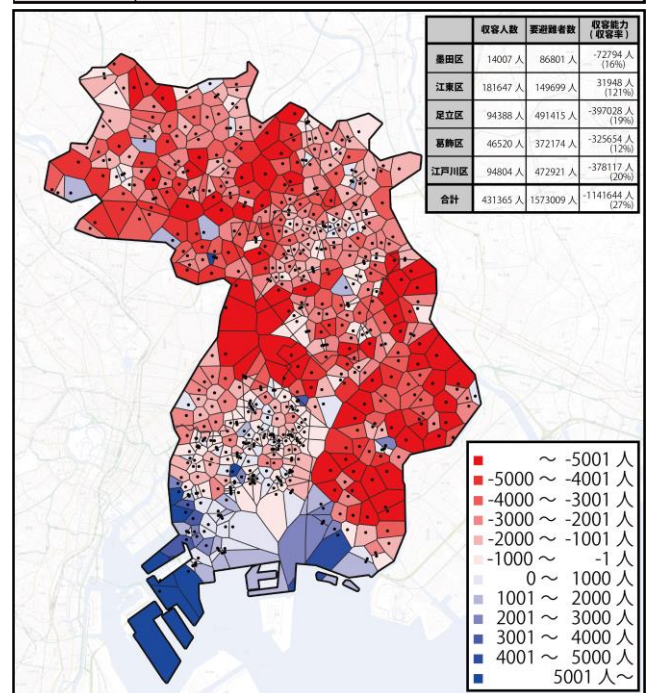 収容人数 要避難者数 収容能力
(収容率)
墨田区 14007 人 86801 人 -72794 人
(16%)
江東区 181647 人 149699 人 31948 人
(121%)
足立区 94388 人 491415 人 -397028 人
(19%)
葛飾区 46520 人 372174 人 -325654 人
(12%)
江戸川区 94804 人 472921 人 -378117 人
(20%)
合計 431365 人 1573009 人 -1141644 人
(27%)
～ -5001 人
-5000 ～ -4001 人
-4000 ～ -3001 人
-3000 ～ -2001 人
-2000 ～ -1001 人
-1000 ～ -1 人
0 ～ 1000 人
1001 ～ 2000 人
2001 ～ 3000 人
3001 ～ 4000 人
4001 ～ 5000 人
5001 人～